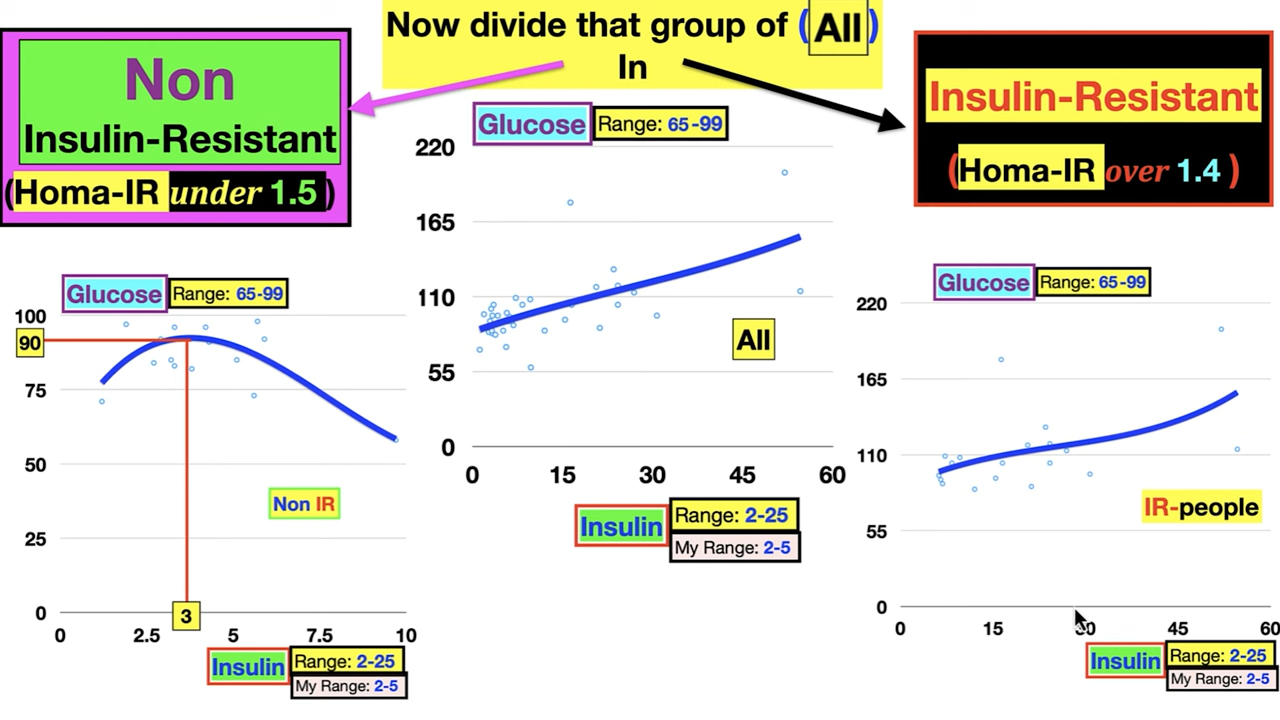 Now divide that group of (All)
In
Non
Insulin-Resistant
(Homa-IR under 1.5)
Insulin-Resistant
(Homa-IR over 1.4 )
Glucose Range: 65-99
100
90
75
50
25
0
0 2.5 3 5 7.5 10
Non IR
Insulin Range: 2-25
My Range: 2-5
Glucose Range: 65-99
220
165
110
55
0
0 15 30 45 60
All
Insulin Range: 2-25
My Range: 2-5
Glucose Range: 65-99
220
165
110
55
0
0 15 30 45 60
IR-people
Insulin Range: 2-25
My Range: 2-5